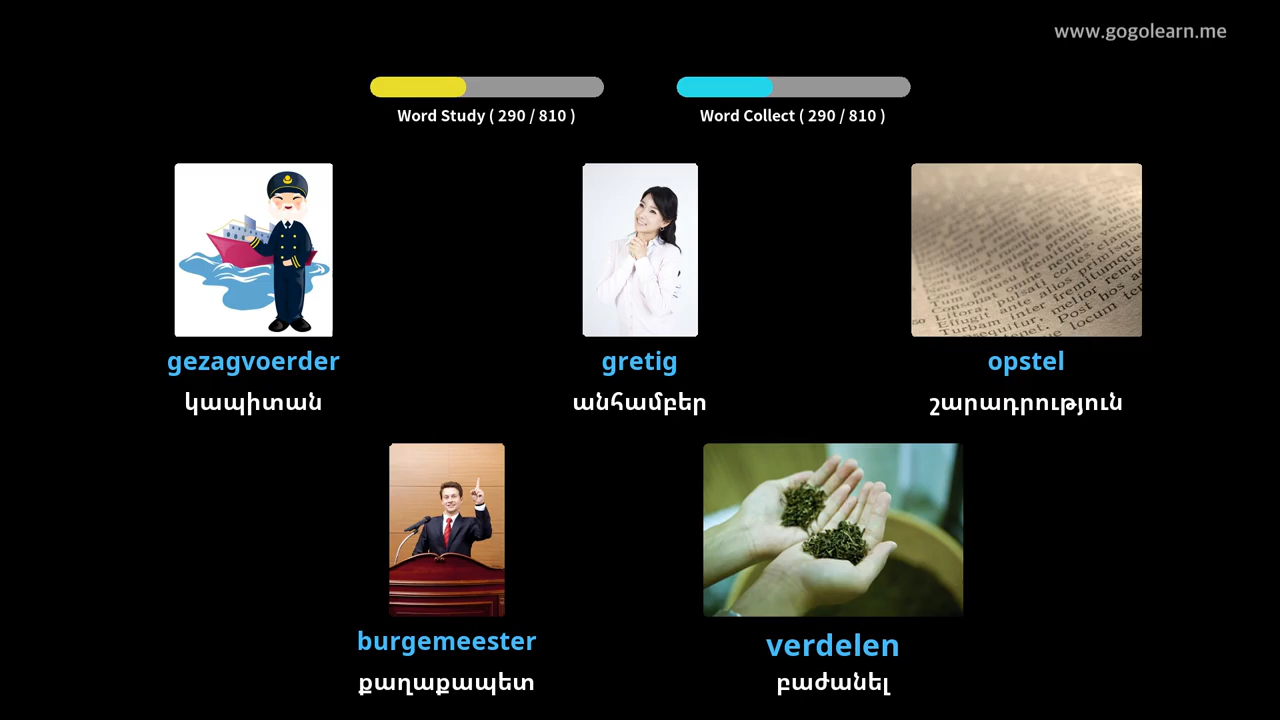 www.gogolearn.me
Word Study ( 290 / 810 )
Word Collect ( 290 / 810 )
gezagvoerder
կապիտան
gretig
անհամբեր
opstel
շարադրություն
burgemeester
քաղաքապետ
verdelen
բաժանել